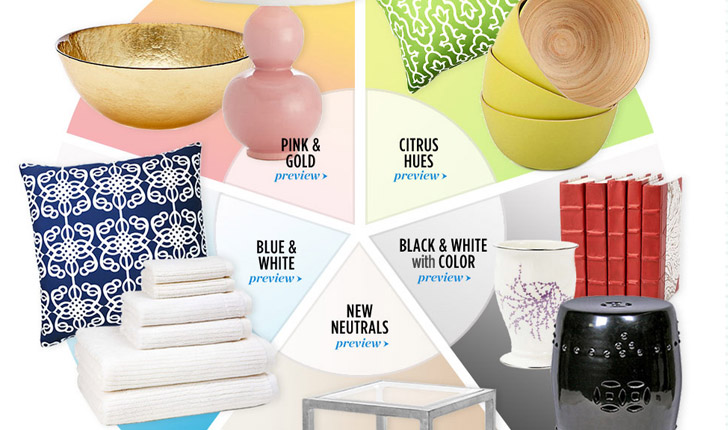 PINK &
GOLD
preview >
CITRUS
HUES
preview >
BLUE &
WHITE
preview >
BLACK & WHITE
with COLOR
preview >
NEW
NEUTRALS
preview >